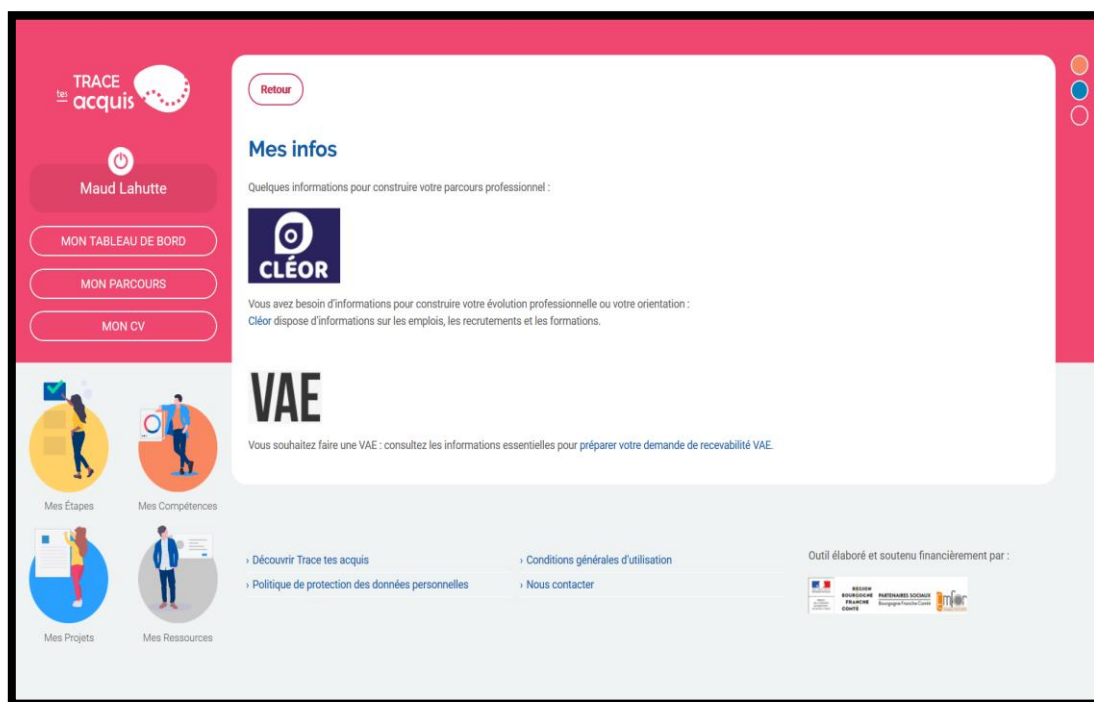 TRACE
tes acquis
Maud Lahutte
MON TABLEAU DE BORD
MON PARCOURS
MON CV
Mes Étapes
Mes Compétences
Mes Projets
Mes Ressources
Retour
Mes infos
Quelques informations pour construire votre parcours professionnel :
CLÉOR
Vous avez besoin d'informations pour construire votre évolution professionnelle ou votre orientation :
Cléor dispose d'informations sur les emplois, les recrutements et les formations.
VAE
Vous souhaitez faire une VAE : consultez les informations essentielles pour préparer votre demande de recevabilité VAE.
› Découvrir Trace tes acquis
› Conditions générales d'utilisation
› Politique de protection des données personnelles
› Nous contacter
Outil élaboré et soutenu financièrement par :
RÉGION
BOURGOGNE
FRANCHE
COMTÉ
PARTENAIRES SOCIAUX
Bourgogne Franche-Comté
emfor